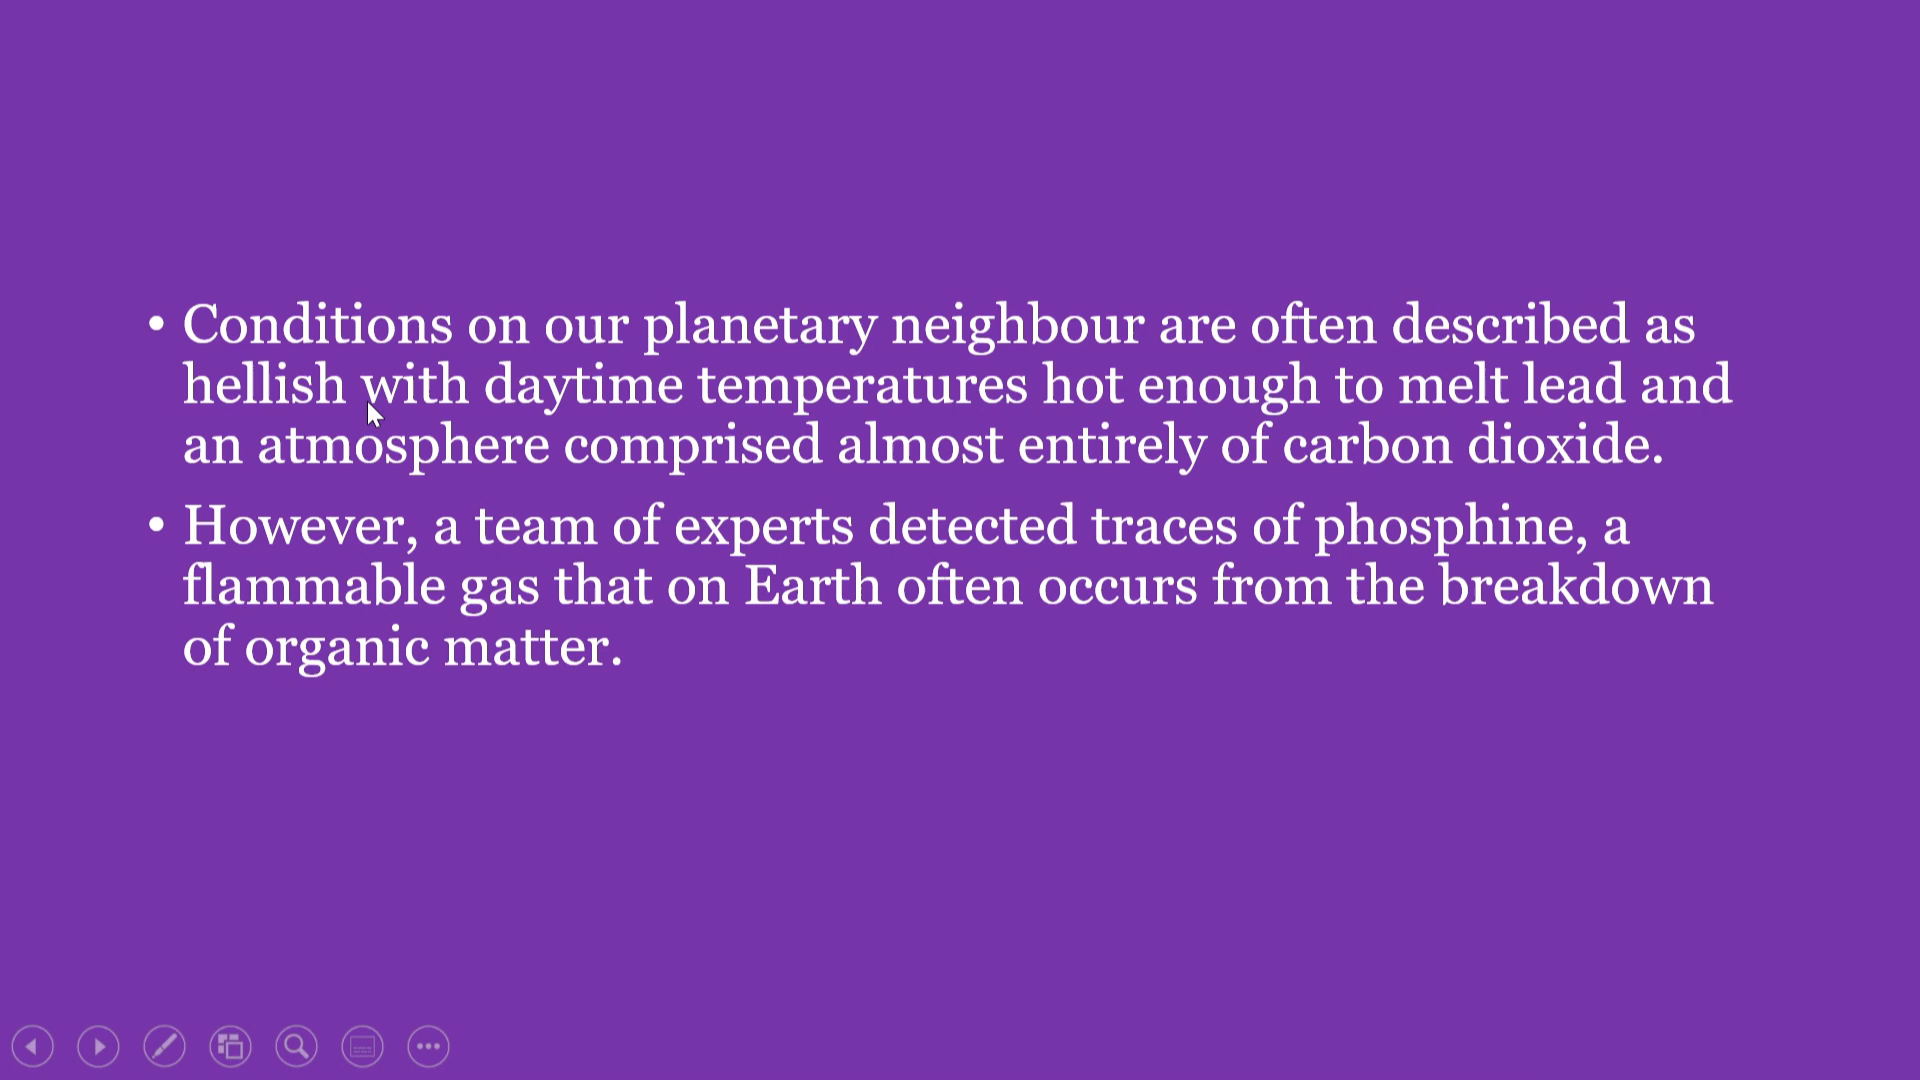 • Conditions on our planetary neighbour are often described as
hellish with daytime temperatures hot enough to melt lead and
an atmosphere comprised almost entirely of carbon dioxide.
• However, a team of experts detected traces of phosphine, a
flammable gas that on Earth often occurs from the breakdown
of organic matter.